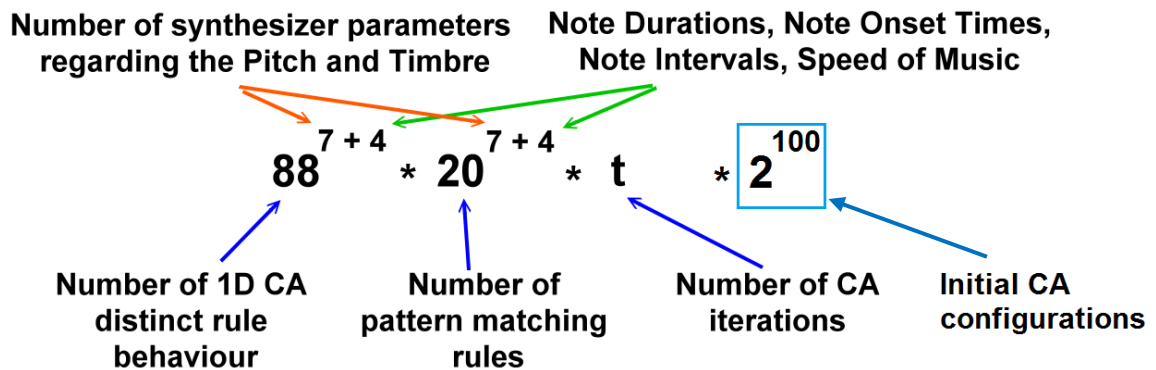 Number of synthesizer parameters
regarding the Pitch and Timbre
Note Durations, Note Onset Times,
Note Intervals, Speed of Music
88^{7 + 4} * 20^{7 + 4} * t * 2^{100}
Number of 1D CA
distinct rule
behaviour
Number of
pattern matching
rules
Number of CA
iterations
Initial CA
configurations